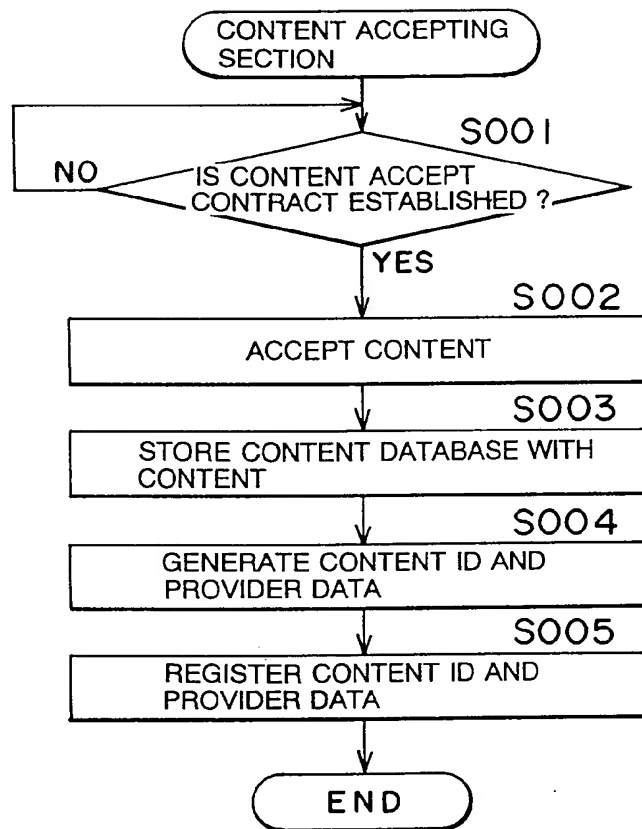 CONTENT ACCEPTING
SECTION
S001
NO
IS CONTENT ACCEPT
CONTRACT ESTABLISHED ?
YES
S002
ACCEPT CONTENT
S003
STORE CONTENT DATABASE WITH
CONTENT
S004
GENERATE CONTENT ID AND
PROVIDER DATA
S005
REGISTER CONTENT ID AND
PROVIDER DATA
END